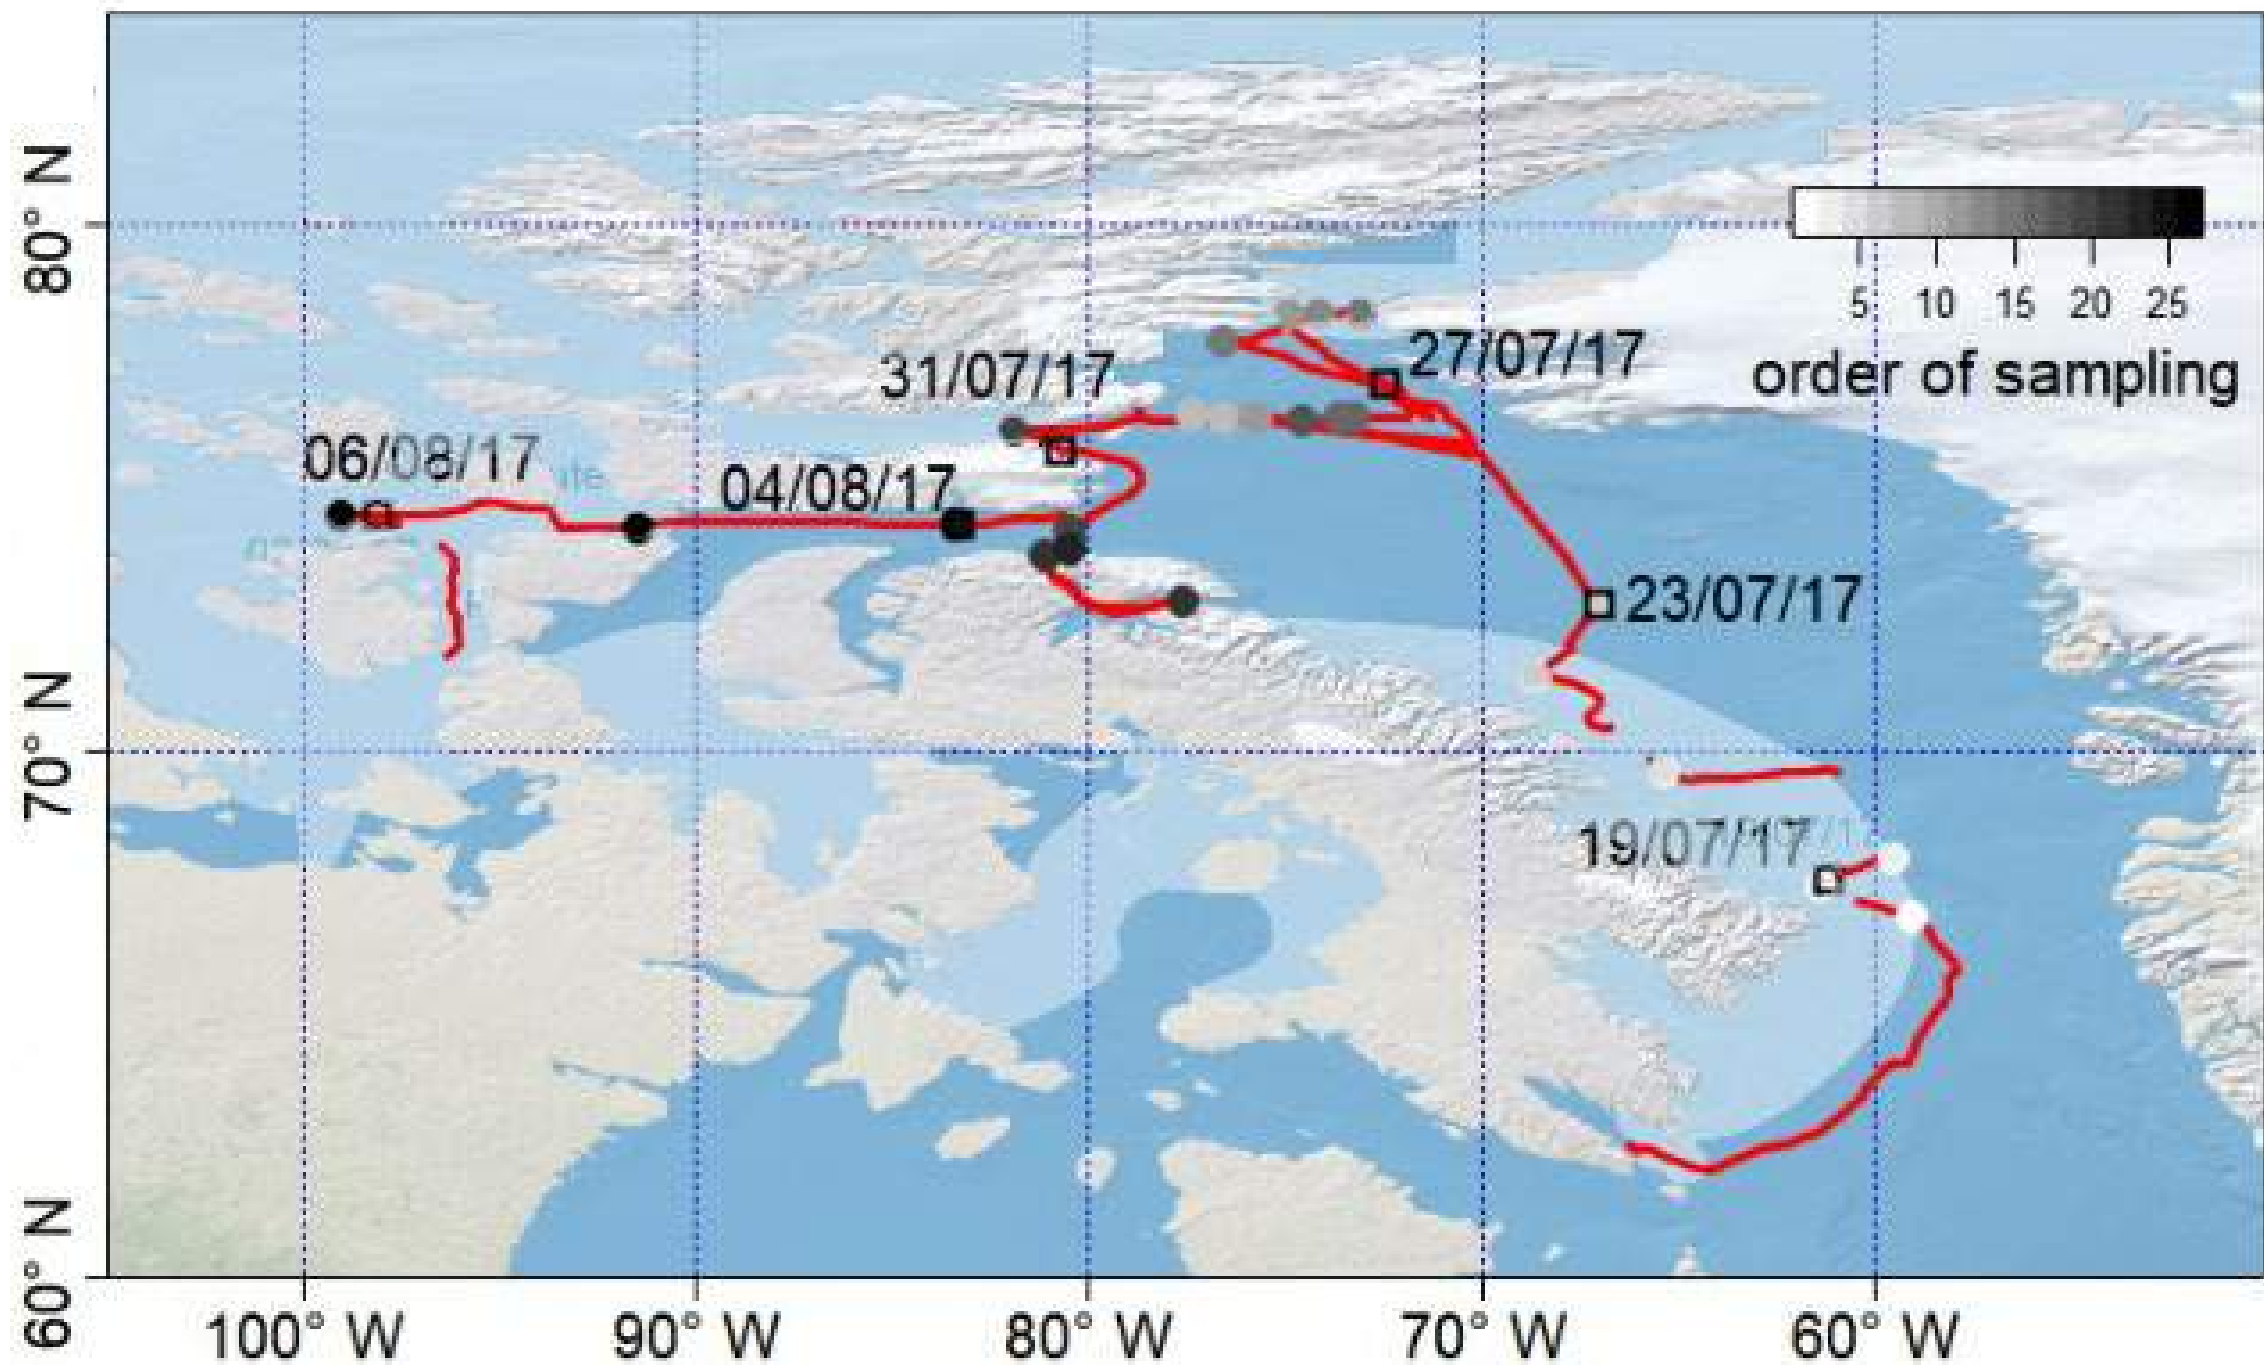 80° N
70° N
60° N
5 10 15 20 25
order of sampling
27/07/17
31/07/17
06/08/17
04/08/17
23/07/17
19/07/17
100° W 90° W 80° W 70° W 60° W